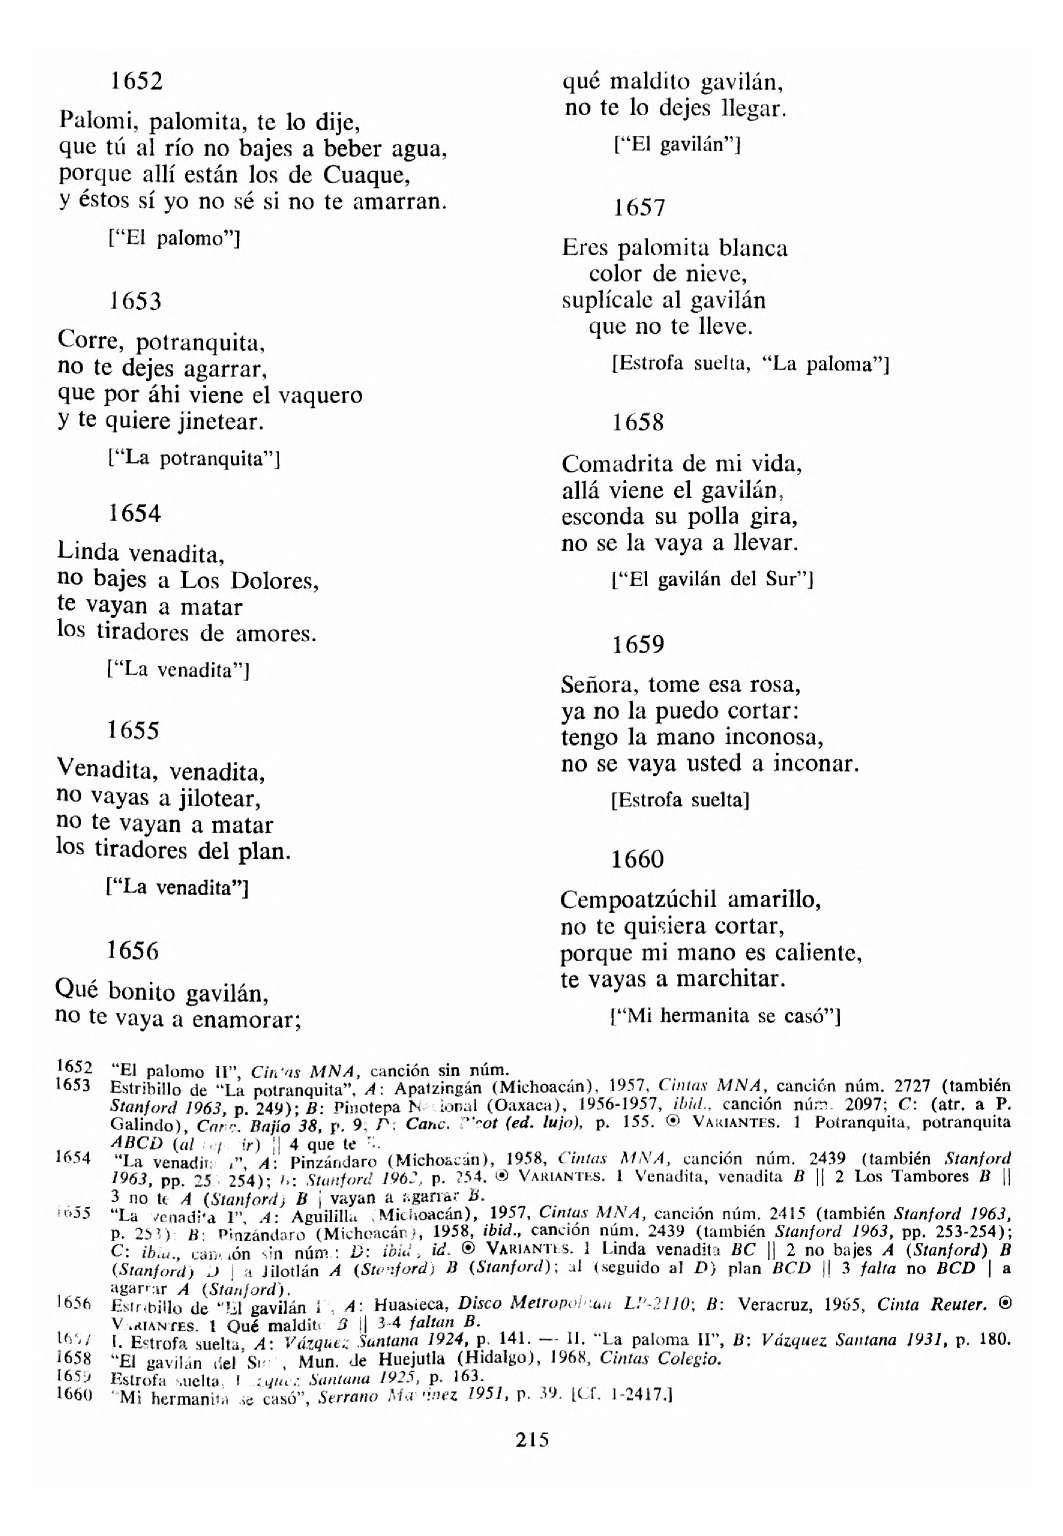 1652
Palomi, palomita, te lo dije,
que tú al río no bajes a beber agua,
porque allí están los de Cuaque,
y éstos sí yo no sé si no te amarran.
[“El palomo”]
1653
Corre, potranquita,
no te dejes agarrar,
que por áhi viene el vaquero
y te quiere jinetear.
[“La potranquita”]
1654
Linda venadita,
no bajes a Los Dolores,
te vayan a matar
los tiradores de amores.
[“La venadita”]
1655
Venadita, venadita,
no vayas a jilotear,
no te vayan a matar
los tiradores del plan.
[“La venadita”]
1656
Qué bonito gavilán,
no te vaya a enamorar;
qué maldito gavilán,
no te lo dejes llegar.
[“El gavilán”]
1657
Eres palomita blanca
color de nieve,
suplícale al gavilán
que no te lleve.
[Estrofa suelta, “La paloma”]
1658
Comadrita de mi vida,
allá viene el gavilán,
esconda su polla gira,
no se la vaya a llevar.
[“El gavilán del Sur”]
1659
Señora, tome esa rosa,
ya no la puedo cortar:
tengo la mano inconosa,
no se vaya usted a inconar.
[Estrofa suelta]
1660
Cempoatzúchil amarillo,
no te quisiera cortar,
porque mi mano es caliente,
te vayas a marchitar.
[“Mi hermanita se casó”]
1652 “El palomo II”, Cintas MNA, canción sin núm.
1653 Estribillo de “La potranquita”, A: Apatzingán (Michoacán), 1957, Cintas MNA, canción núm. 2727 (también
Stanford 1963, p. 249); B: Pinotepa Nacional (Oaxaca), 1956-1957, ibid., canción núm. 2097; C: (atr. a P.
Galindo), Canc. Bajío 38, p. 9; D: Canc. (ed. lujo), p. 155. ⊙ VARIANTES. 1 Potranquita, potranquita
ABCD (al ir) || 4 que te
1654 “La venadita”, A: Pinzándaro (Michoacán), 1958, Cintas MNA, canción núm. 2439 (también Stanford
1963, pp. 254); Stanford 1963, p. 254. ⊙ VARIANTES. 1 Venadita, venadita B || 2 Los Tambores B ||
3 no te A (Stanford) B | vayan a agarrar B.
1655 “La venadita I”, A: Aguililla (Michoacán), 1957, Cintas MNA, canción núm. 2415 (también Stanford 1963,
p. 253) B: Pinzándaro (Michoacán), 1958, ibid., canción núm. 2439 (también Stanford 1963, pp. 253-254);
C: ibid., canción sin núm.; D: ibid., id. ⊙ VARIANTES. 1 Linda venadita BC || 2 no bajes A (Stanford) B
(Stanford) D | a Jilotlán A (Stanford) B (Stanford); al (seguido al D) plan BCD || 3 falta no BCD | a
agarrar A (Stanford).
1656 Estribillo de “El gavilán A: Huasteca, Disco Metropolitan LP-2110; B: Veracruz, 1965, Cinta Reuter. ⊙
VARIANTES. 1 Qué maldito B || 3-4 faltan B.
1657 I. Estrofa suelta, A: Vázquez Santana 1924, p. 141. — II. “La paloma II”, B: Vázquez Santana 1931, p. 180.
1658 “El gavilán del Sur”, Mun. de Huejutla (Hidalgo), 1968, Cintas Colegio.
1659 Estrofa suelta, Vázquez Santana 1925, p. 163.
1660 “Mi hermanita se casó”, Serrano Martínez 1951, p. 39. [Cf. 1-2417.]
215